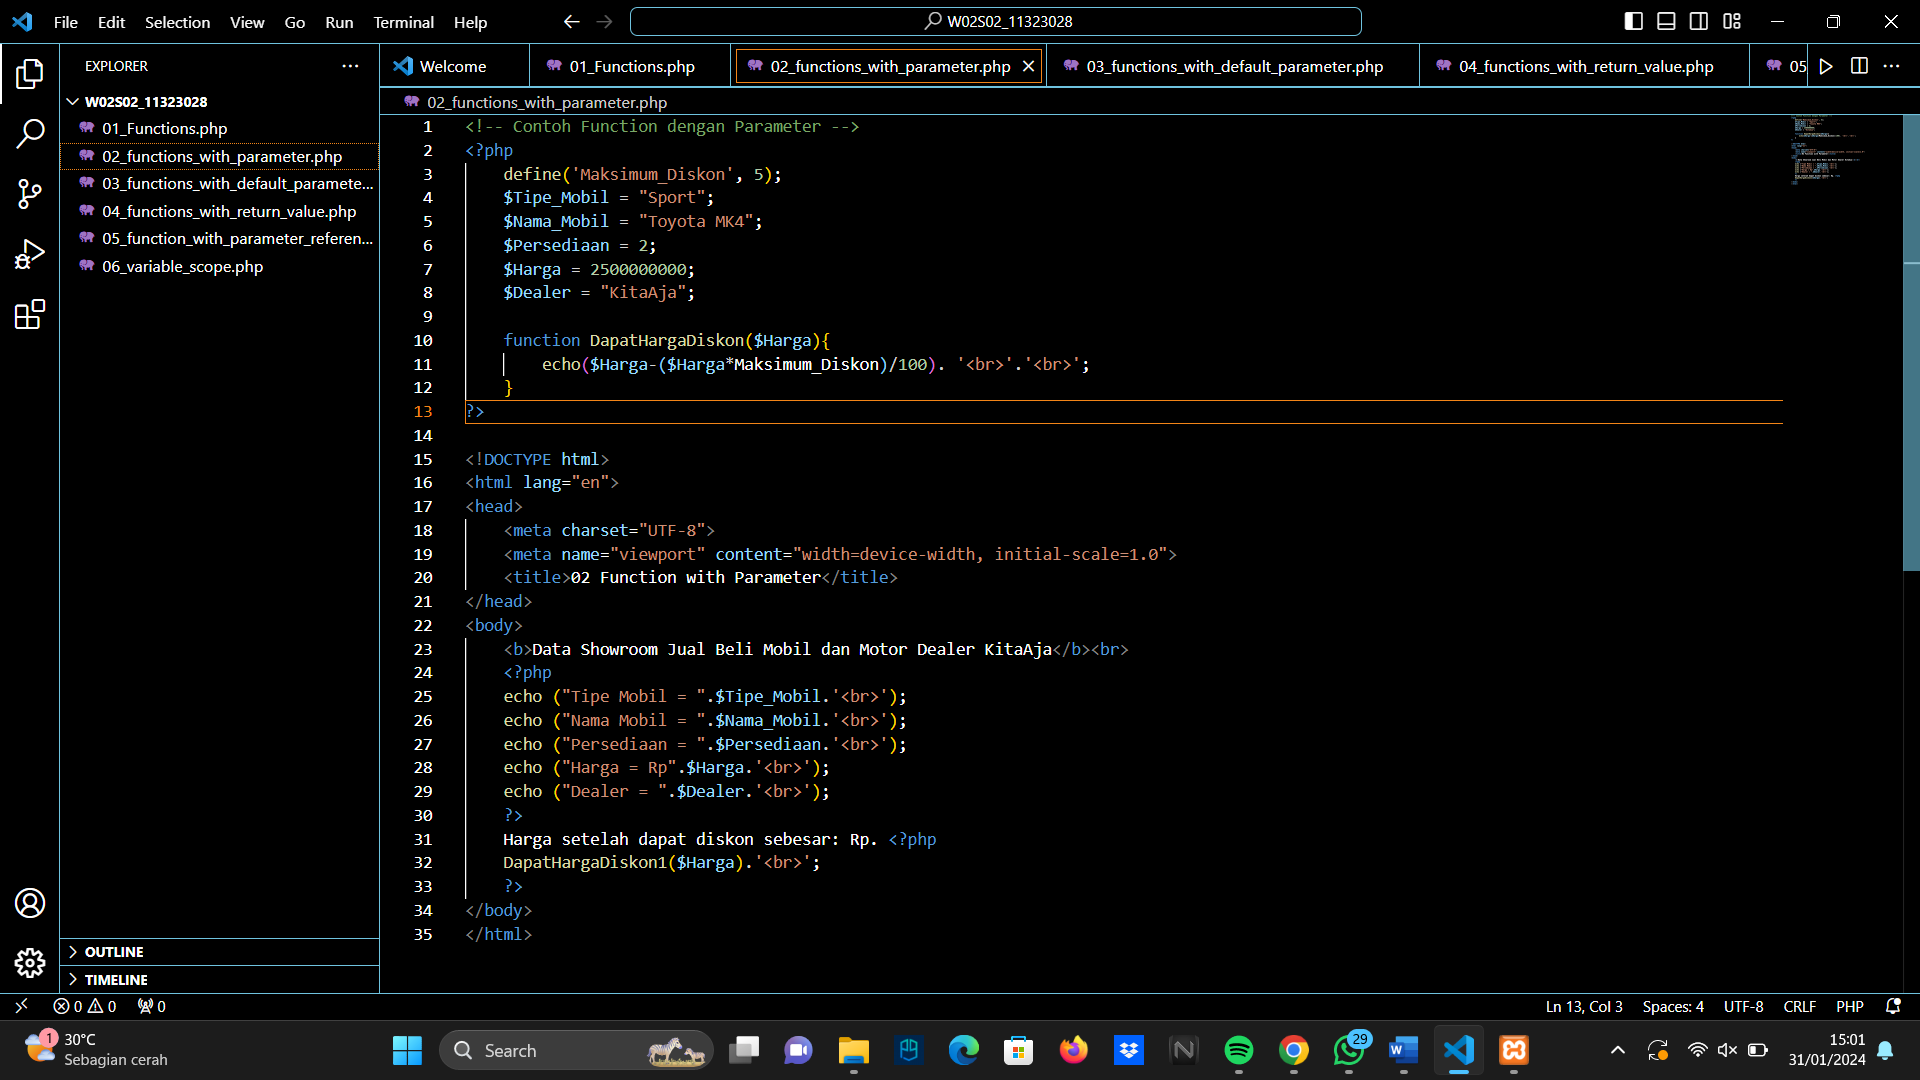 File Edit Selection View Go Run Terminal Help
W02S02_11323028
EXPLORER
W02S02_11323028
01_Functions.php
02_functions_with_parameter.php
03_functions_with_default_paramete...
04_functions_with_return_value.php
05_function_with_parameter_referen...
06_variable_scope.php
OUTLINE
TIMELINE
Welcome 01_Functions.php 02_functions_with_parameter.php 03_functions_with_default_parameter.php 04_functions_with_return_value.php 05
02_functions_with_parameter.php
1 <!-- Contoh Function dengan Parameter -->
2 <?php
3 define('Maksimum_Diskon', 5);
4 $Tipe_Mobil = "Sport";
5 $Nama_Mobil = "Toyota MK4";
6 $Persediaan = 2;
7 $Harga = 2500000000;
8 $Dealer = "KitaAja";
9
10 function DapatHargaDiskon($Harga){
11 echo($Harga-($Harga*Maksimum_Diskon)/100). '<br>'.'<br>';
12 }
13 ?>
14
15 <!DOCTYPE html>
16 <html lang="en">
17 <head>
18 <meta charset="UTF-8">
19 <meta name="viewport" content="width=device-width, initial-scale=1.0">
20 <title>02 Function with Parameter</title>
21 </head>
22 <body>
23 <b>Data Showroom Jual Beli Mobil dan Motor Dealer KitaAja</b><br>
24 <?php
25 echo ("Tipe Mobil = ".$Tipe_Mobil.'<br>');
26 echo ("Nama Mobil = ".$Nama_Mobil.'<br>');
27 echo ("Persediaan = ".$Persediaan.'<br>');
28 echo ("Harga = Rp".$Harga.'<br>');
29 echo ("Dealer = ".$Dealer.'<br>');
30 ?>
31 Harga setelah dapat diskon sebesar: Rp. <?php
32 DapatHargaDiskon1($Harga).'<br>';
33 ?>
34 </body>
35 </html>
0 0 0
Ln 13, Col 3 Spaces: 4 UTF-8 CRLF PHP
1
30°C
Sebagian cerah
Search
29
15:01
31/01/2024